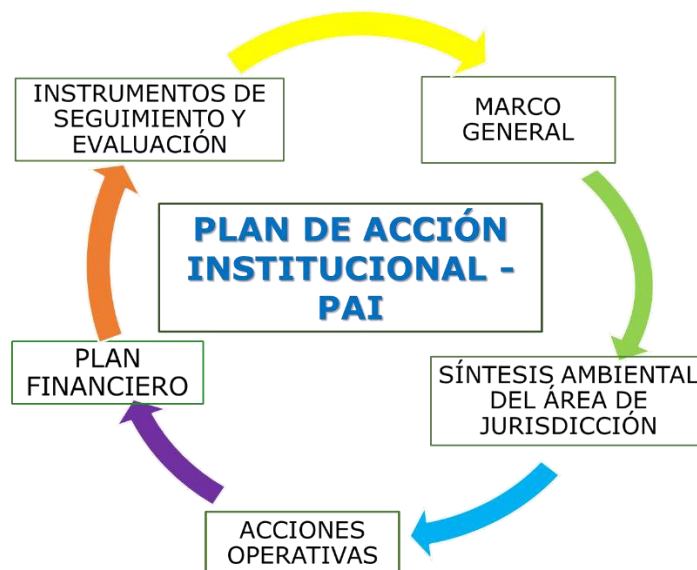 INSTRUMENTOS DE
SEGUIMIENTO Y
EVALUACIÓN
MARCO
GENERAL
PLAN DE ACCIÓN
INSTITUCIONAL -
PAI
PLAN
FINANCIERO
SÍNTESIS AMBIENTAL
DEL ÁREA DE
JURISDICCIÓN
ACCIONES
OPERATIVAS